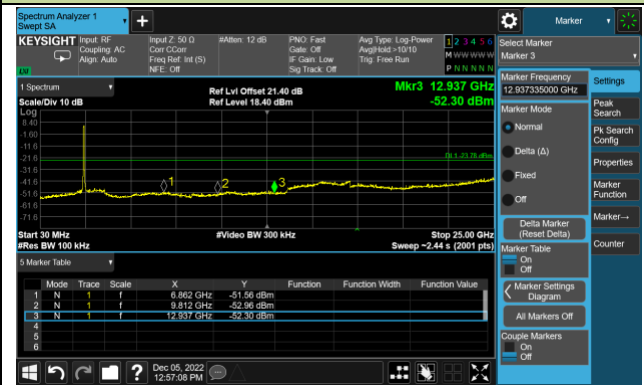 Spectrum Analyzer 1
Swept SA
+
Marker
KEYSIGHT
Input: RF
Coupling: AC
Align: Auto
Input Z: 50 Ω
Corr CCorr
Freq Ref: Int (S)
NFE: Off
#Atten: 12 dB
PNO: Fast
Gate: Off
IF Gain: Low
Sig Track: Off
Avg Type: Log-Power
Avg|Hold:>10/10
Trig: Free Run
1 2 3 4 5 6
M W W W W W
P N N N N N
Select Marker
Marker 3
LXI
1 Spectrum
Scale/Div 10 dB
Log
Ref Lvl Offset 21.40 dB
Ref Level 18.40 dBm
Mkr3 12.937 GHz
-52.30 dBm
8.40
-1.60
-11.6
-21.6
-31.6
-41.6
-51.6
-61.6
-71.6
DL1 -23.76 dBm
1
2
3
Start 30 MHz
#Res BW 100 kHz
#Video BW 300 kHz
Stop 25.00 GHz
Sweep ~2.44 s (2001 pts)
5 Marker Table
Mode Trace Scale X Y Function Function Width Function Value
1 N 1 f 6.862 GHz -51.56 dBm
2 N 1 f 9.812 GHz -52.96 dBm
3 N 1 f 12.937 GHz -52.30 dBm
4
5
6
Marker Frequency
12.937335000 GHz
Marker Mode
Normal
Delta (Δ)
Fixed
Off
Delta Marker
(Reset Delta)
Marker Table
On
Off
Marker Settings
Diagram
All Markers Off
Couple Markers
On
Off
Settings
Peak
Search
Pk Search
Config
Properties
Marker
Function
Marker→
Counter
?
Dec 05, 2022
12:57:08 PM